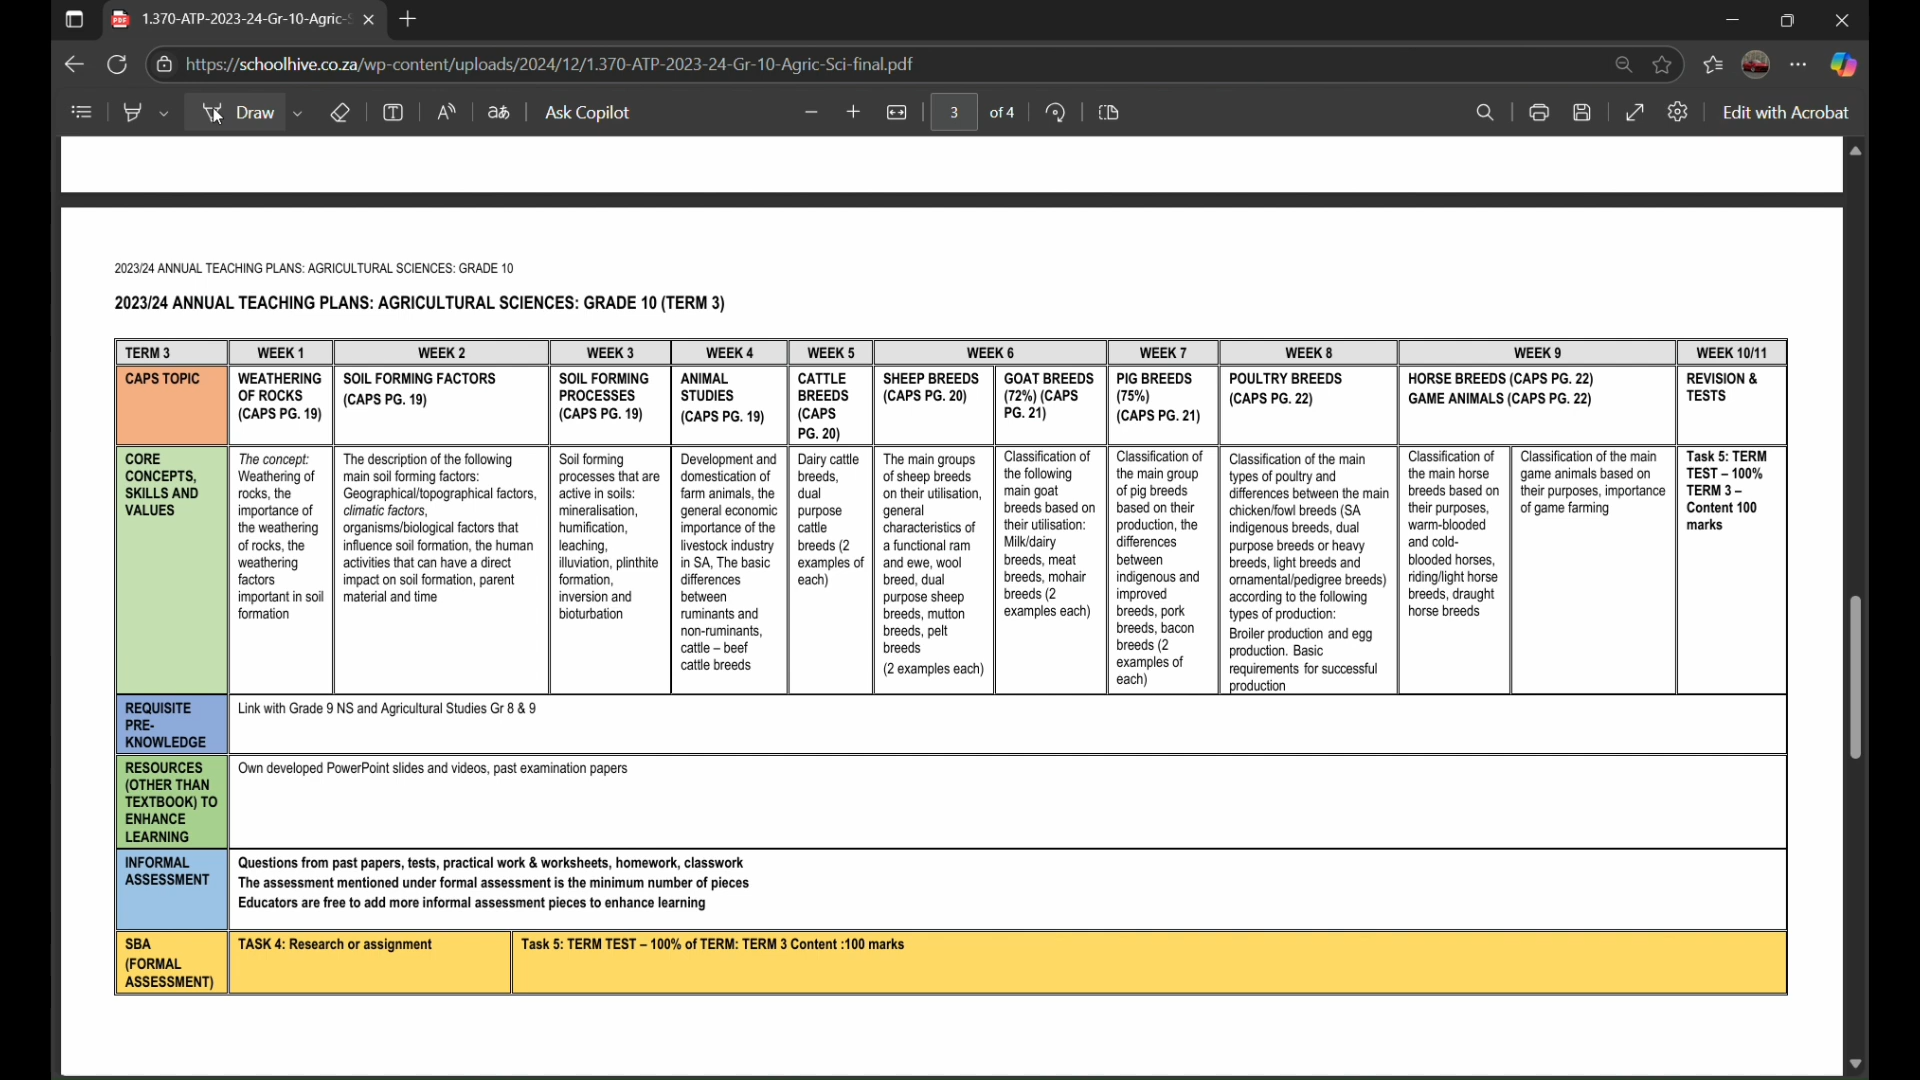 1.370-ATP-2023-24-Gr-10-Agric-S
https://schoolhive.co.za/wp-content/uploads/2024/12/1.370-ATP-2023-24-Gr-10-Agric-Sci-final.pdf
Draw
Ask Copilot
3 of 4
Edit with Acrobat
2023/24 ANNUAL TEACHING PLANS: AGRICULTURAL SCIENCES: GRADE 10
2023/24 ANNUAL TEACHING PLANS: AGRICULTURAL SCIENCES: GRADE 10 (TERM 3)
TERM 3
WEEK 1
WEEK 2
WEEK 3
WEEK 4
WEEK 5
WEEK 6
WEEK 7
WEEK 8
WEEK 9
WEEK 10/11
CAPS TOPIC
WEATHERING
OF ROCKS
(CAPS PG. 19)
SOIL FORMING FACTORS
(CAPS PG. 19)
SOIL FORMING
PROCESSES
(CAPS PG. 19)
ANIMAL
STUDIES
(CAPS PG. 19)
CATTLE
BREEDS
(CAPS
PG. 20)
SHEEP BREEDS
(CAPS PG. 20)
GOAT BREEDS
(72%) (CAPS
PG. 21)
PIG BREEDS
(75%)
(CAPS PG. 21)
POULTRY BREEDS
(CAPS PG. 22)
HORSE BREEDS (CAPS PG. 22)
GAME ANIMALS (CAPS PG. 22)
REVISION &
TESTS
CORE
CONCEPTS,
SKILLS AND
VALUES
The concept:
Weathering of
rocks, the
importance of
the weathering
of rocks, the
weathering
factors
important in soil
formation
The description of the following
main soil forming factors:
Geographical/topographical factors,
climatic factors,
organisms/biological factors that
influence soil formation, the human
activities that can have a direct
impact on soil formation, parent
material and time
Soil forming
processes that are
active in soils:
mineralisation,
humification,
leaching,
illuviation, plinthite
formation,
inversion and
bioturbation
Development and
domestication of
farm animals, the
general economic
importance of the
livestock industry
in SA, The basic
differences
between
ruminants and
non-ruminants,
cattle – beef
cattle breeds
Dairy cattle
breeds,
dual
purpose
cattle
breeds (2
examples of
each)
The main groups
of sheep breeds
on their utilisation,
general
characteristics of
a functional ram
and ewe, wool
breed, dual
purpose sheep
breeds, mutton
breeds, pelt
breeds
(2 examples each)
Classification of
the following
main goat
breeds based on
their utilisation:
Milk/dairy
breeds, meat
breeds, mohair
breeds (2
examples each)
Classification of
the main group
of pig breeds
based on their
production, the
differences
between
indigenous and
improved
breeds, pork
breeds, bacon
breeds (2
examples of
each)
Classification of the main
types of poultry and
differences between the main
chicken/fowl breeds (SA
indigenous breeds, dual
purpose breeds or heavy
breeds, light breeds and
ornamental/pedigree breeds)
according to the following
types of production:
Broiler production and egg
production. Basic
requirements for successful
production
Classification of
the main horse
breeds based on
their purposes,
warm-blooded
and cold-
blooded horses,
riding/light horse
breeds, draught
horse breeds
Classification of the main
game animals based on
their purposes, importance
of game farming
Task 5: TERM
TEST – 100%
TERM 3 –
Content 100
marks
REQUISITE
PRE-
KNOWLEDGE
Link with Grade 9 NS and Agricultural Studies Gr 8 & 9
RESOURCES
(OTHER THAN
TEXTBOOK) TO
ENHANCE
LEARNING
Own developed PowerPoint slides and videos, past examination papers
INFORMAL
ASSESSMENT
Questions from past papers, tests, practical work & worksheets, homework, classwork
The assessment mentioned under formal assessment is the minimum number of pieces
Educators are free to add more informal assessment pieces to enhance learning
SBA
(FORMAL
ASSESSMENT)
TASK 4: Research or assignment
Task 5: TERM TEST – 100% of TERM: TERM 3 Content :100 marks